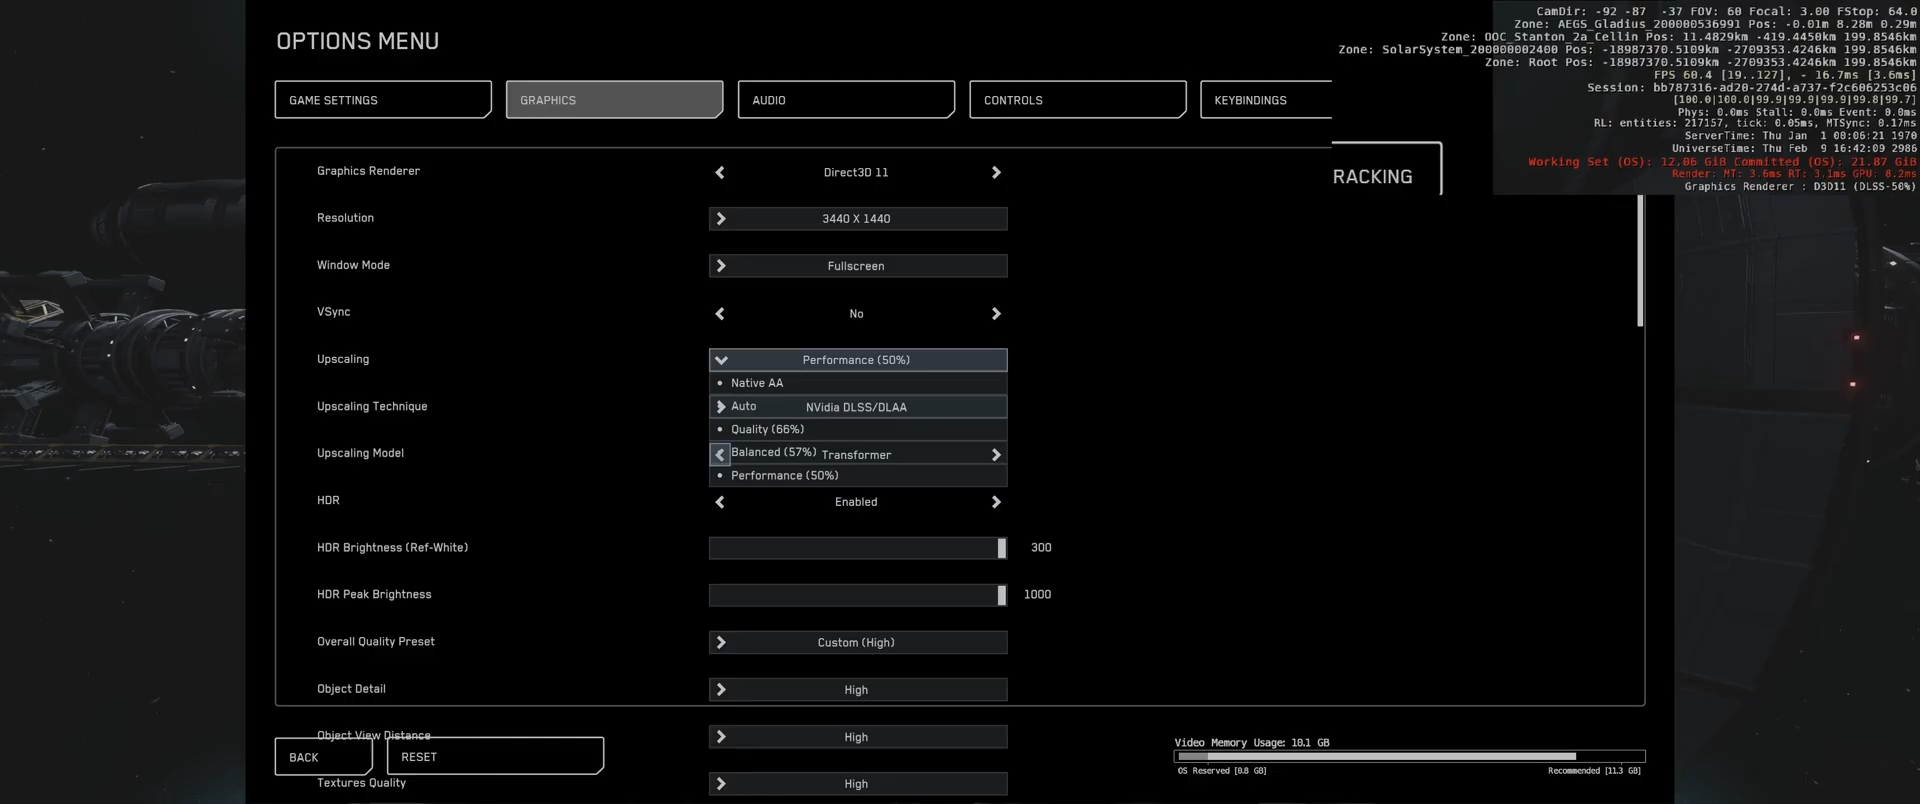 CamDir: -92 -87 -37 FOV: 60 Focal: 3.00 FStop: 64.0
Zone: AEGS_Gladius_200000536991 Pos: -0.01m 8.28m 0.29m
Zone: OOC_Stanton_2a_Cellin Pos: 11.4829km -419.4450km 199.8546km
Zone: SolarSystem_200000002400 Pos: -18987370.5109km -2709353.4246km 199.8546km
Zone: Root Pos: -18987370.5109km -2709353.4246km 199.8546km
FPS 60.4 [19..127], - 16.7ms [3.6ms]
Session: bb787316-ad20-274d-a737-f2c606253c06
[100.0|100.0|99.9|99.9|99.9|99.8|99.7]
Phys: 0.0ms Stall: 0.0ms Event: 0.0ms
RL: entities: 217157, tick: 0.05ms, MTSync: 0.17ms
ServerTime: Thu Jan 1 00:06:21 1970
UniverseTime: Thu Feb 9 16:42:09 2986
Working Set (OS): 12.06 GiB Committed (OS): 21.87 GiB
Render: MT: 3.6ms RT: 3.1ms GPU: 8.2ms
Graphics Renderer : D3D11 (DLSS-50%)
OPTIONS MENU
GAME SETTINGS GRAPHICS AUDIO CONTROLS KEYBINDINGS
RACKING
Graphics Renderer Direct3D 11
Resolution 3440 X 1440
Window Mode Fullscreen
VSync No
Upscaling Performance (50%)
Native AA
Upscaling Technique Auto NVidia DLSS/DLAA
Quality (66%)
Upscaling Model Balanced (57%) Transformer
Performance (50%)
HDR Enabled
HDR Brightness (Ref-White) 300
HDR Peak Brightness 1000
Overall Quality Preset Custom (High)
Object Detail High
Object View Distance High
BACK RESET
Textures Quality High
Video Memory Usage: 10.1 GB
OS Reserved [0.8 GB] Recommended [11.3 GB]